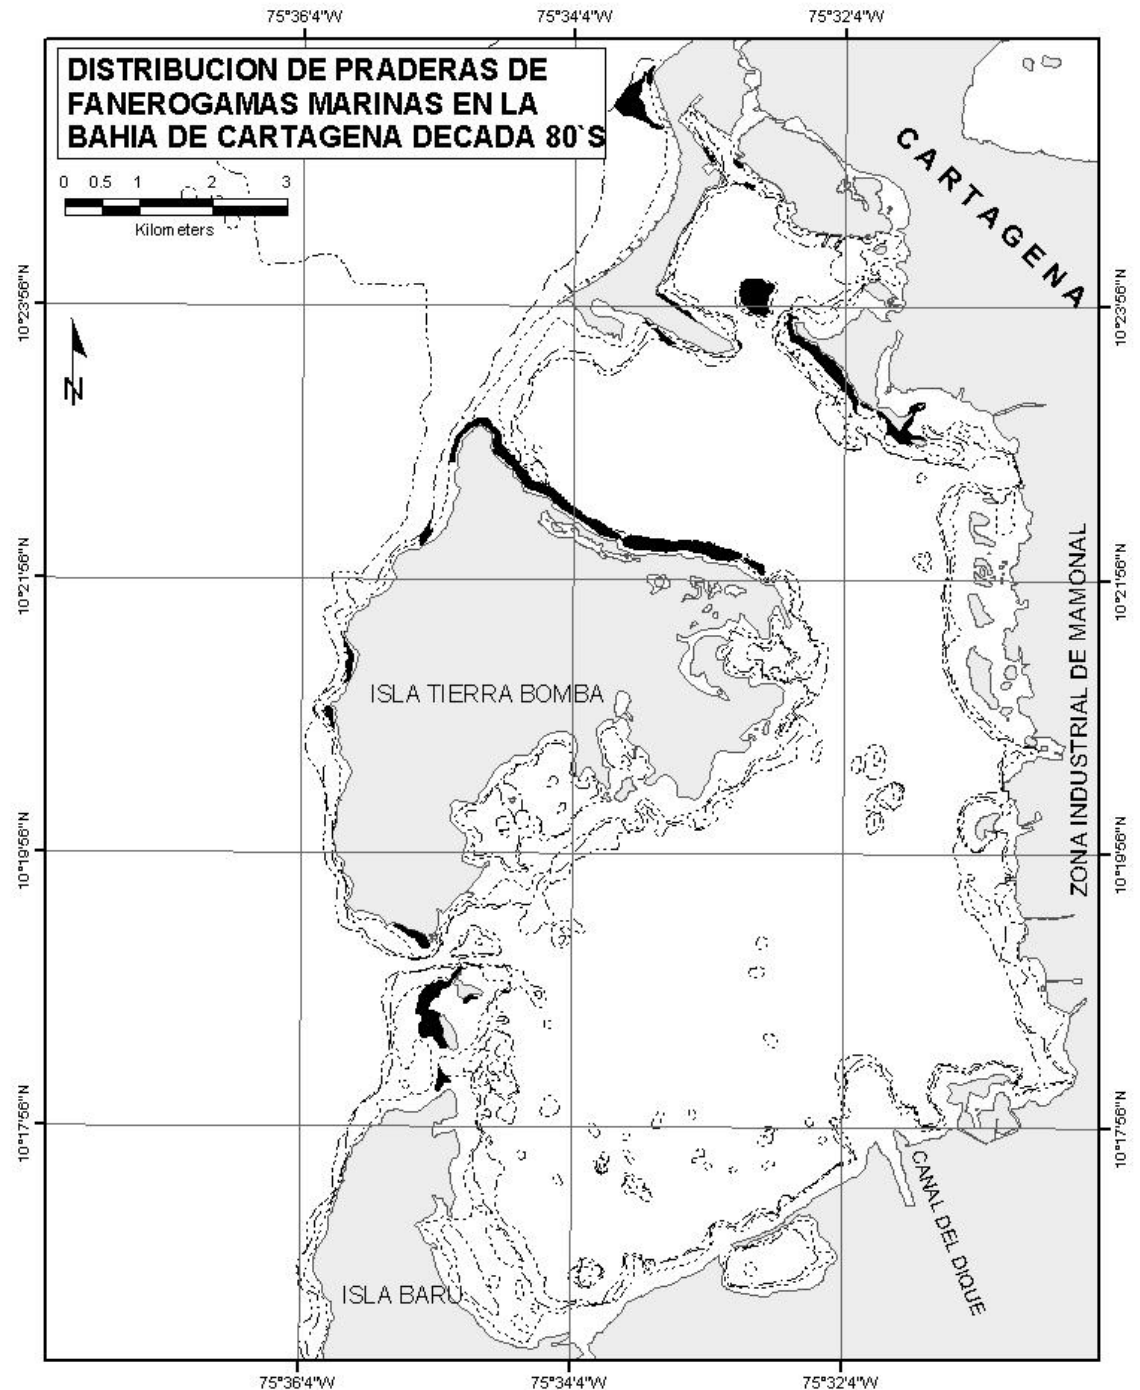 75°36'4"W 75°34'4"W 75°32'4"W
DISTRIBUCION DE PRADERAS DE
FANEROGAMAS MARINAS EN LA
BAHIA DE CARTAGENA DECADA 80`S
0 0.5 1 2 3
Kilometers
CARTAGENA
10°23'56"N 10°23'56"N
N
10°21'56"N 10°21'56"N
ZONA INDUSTRIAL DE MAMONAL
ISLA TIERRA BOMBA
10°19'56"N 10°19'56"N
10°17'56"N 10°17'56"N
CANAL DEL DIQUE
ISLA BARU
75°36'4"W 75°34'4"W 75°32'4"W